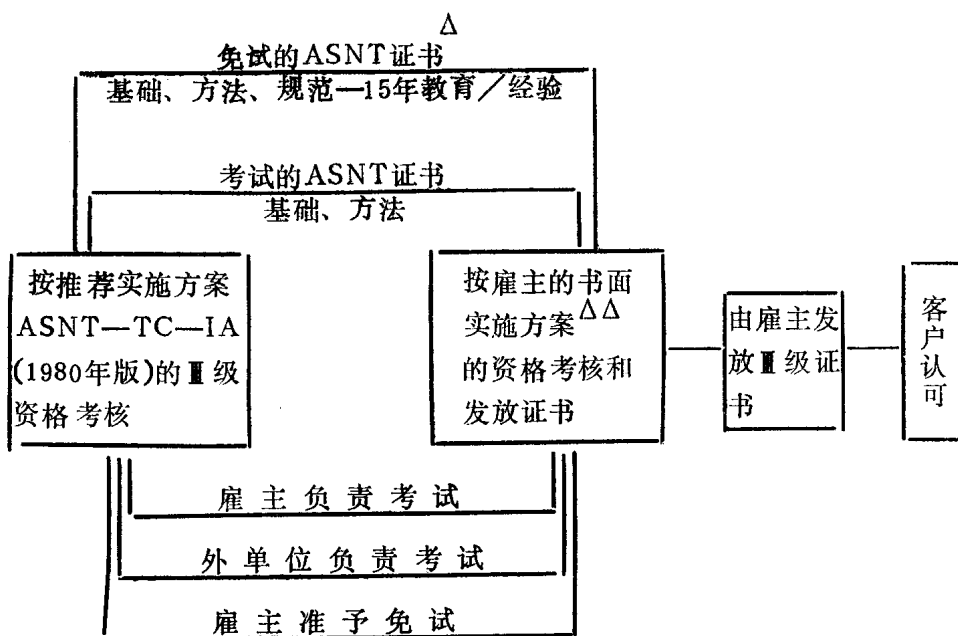 Δ
免试的ASNT证书
基础、方法、规范—15年教育／经验
考试的ASNT证书
基础、方法
按推荐实施方案
ASNT—TC—IA
(1980年版)的Ⅲ级
资格考核
按雇主的书面
实施方案ΔΔ
的资格考核和
发放证书
由雇主发
放Ⅲ级证
书
客户认可
雇主负责考试
外单位负责考试
雇主准予免试